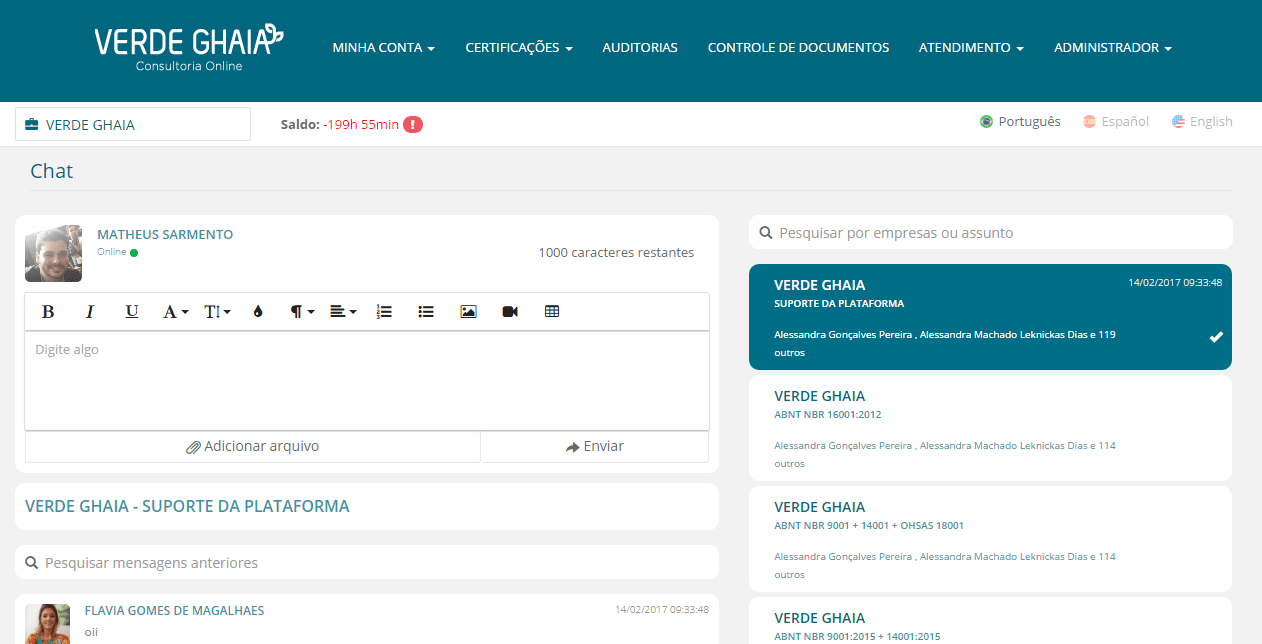 VERDE GHAIA
Consultoria Online
MINHA CONTA
CERTIFICAÇÕES
AUDITORIAS
CONTROLE DE DOCUMENTOS
ATENDIMENTO
ADMINISTRADOR
VERDE GHAIA
Saldo: -199h 55min !
Português
Español
English
Chat
MATHEUS SARMENTO
Online
1000 caracteres restantes
B I U A T!
Digite algo
Adicionar arquivo
Enviar
VERDE GHAIA - SUPORTE DA PLATAFORMA
Pesquisar mensagens anteriores
FLAVIA GOMES DE MAGALHAES
14/02/2017 09:33:48
oii
Pesquisar por empresas ou assunto
VERDE GHAIA
14/02/2017 09:33:48
SUPORTE DA PLATAFORMA
Alessandra Gonçalves Pereira , Alessandra Machado Leknickas Dias e 119
outros
VERDE GHAIA
ABNT NBR 16001:2012
Alessandra Gonçalves Pereira , Alessandra Machado Leknickas Dias e 114
outros
VERDE GHAIA
ABNT NBR 9001 + 14001 + OHSAS 18001
Alessandra Gonçalves Pereira , Alessandra Machado Leknickas Dias e 114
outros
VERDE GHAIA
ABNT NBR 9001:2015 + 14001:2015